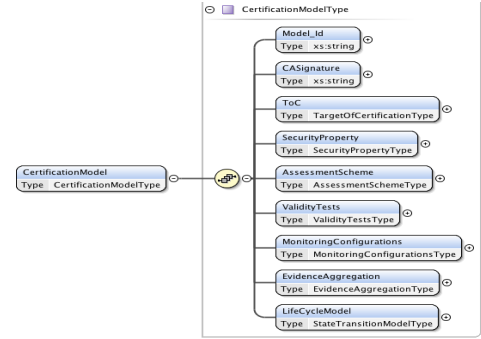 CertificationModelType
Model_Id
Type xs:string
CASignature
Type xs:string
ToC
Type TargetOfCertificationType
SecurityProperty
Type SecurityPropertyType
CertificationModel
Type CertificationModelType
AssessmentScheme
Type AssessmentSchemeType
ValidityTests
Type ValidityTestsType
MonitoringConfigurations
Type MonitoringConfigurationsType
EvidenceAggregation
Type EvidenceAggregationType
LifeCycleModel
Type StateTransitionModelType